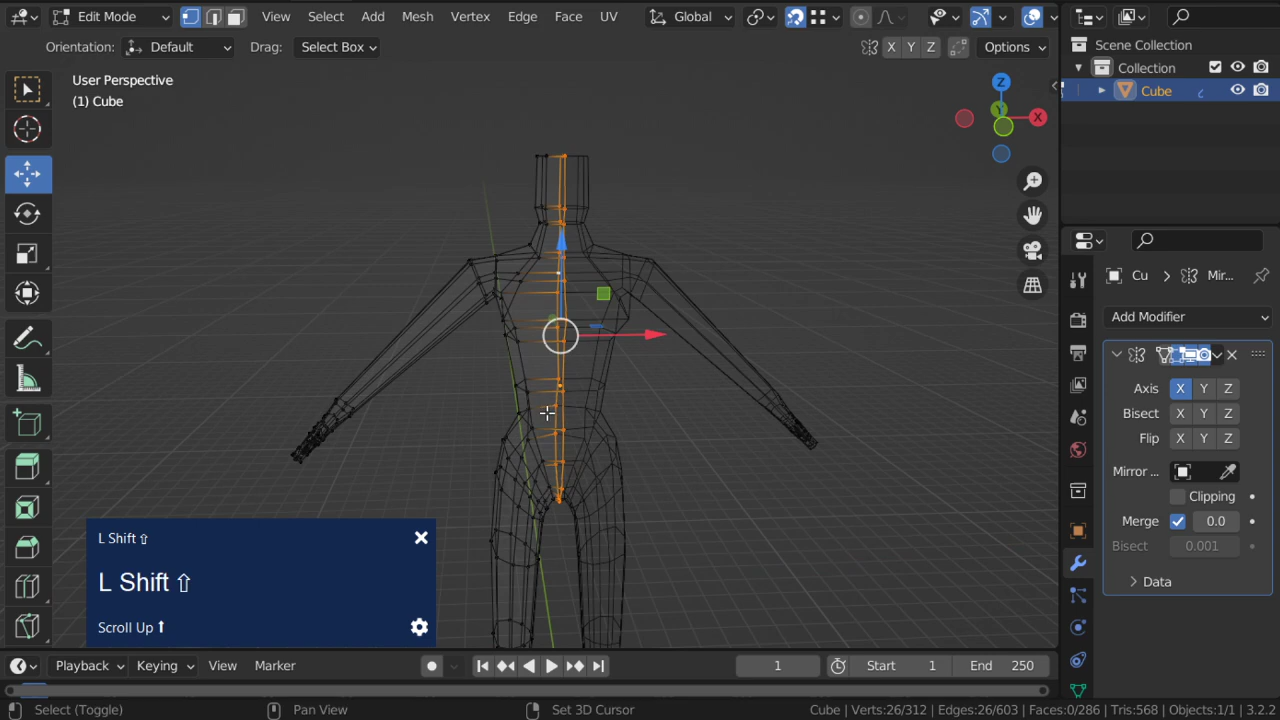 Edit Mode View Select Add Mesh Vertex Edge Face UV Global
Orientation: Default Drag: Select Box X Y Z Options
User Perspective
(1) Cube
Z
Y
X
Scene Collection
Collection
Cube
Cu Mir...
Add Modifier
Axis X Y Z
Bisect X Y Z
Flip X Y Z
Mirror ...
Clipping
Merge 0.0
Bisect 0.001
Data
L Shift ⇧
L Shift ⇧
Scroll Up ⬆
Playback Keying View Marker 1 Start 1 End 250
Select (Toggle) Pan View Set 3D Cursor Cube | Verts:26/312 | Edges:26/603 | Faces:0/286 | Tris:568 | Objects:1/1 | 3.2.2